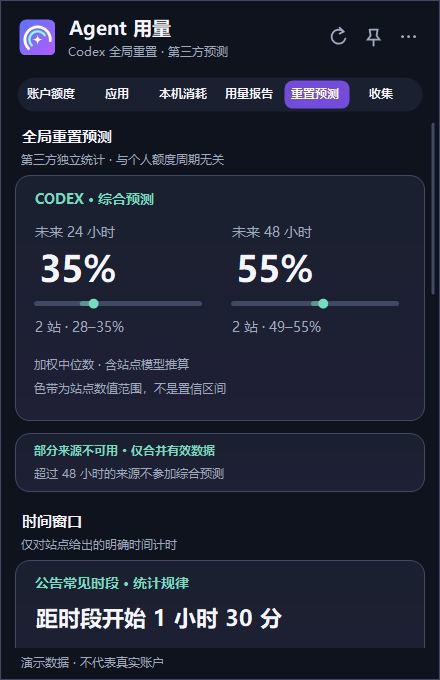 Agent 用量
Codex 全局重置 · 第三方预测
账户额度 应用 本机消耗 用量报告 重置预测 收集
全局重置预测
第三方独立统计 · 与个人额度周期无关
CODEX • 综合预测
未来 24 小时 未来 48 小时
35% 55%
2 站 · 28–35% 2 站 · 49–55%
加权中位数 · 含站点模型推算
色带为站点数值范围，不是置信区间
部分来源不可用 • 仅合并有效数据
超过 48 小时的来源不参加综合预测
时间窗口
仅对站点给出的明确时间计时
公告常见时段 • 统计规律
距时段开始 1 小时 30 分
演示数据 · 不代表真实账户